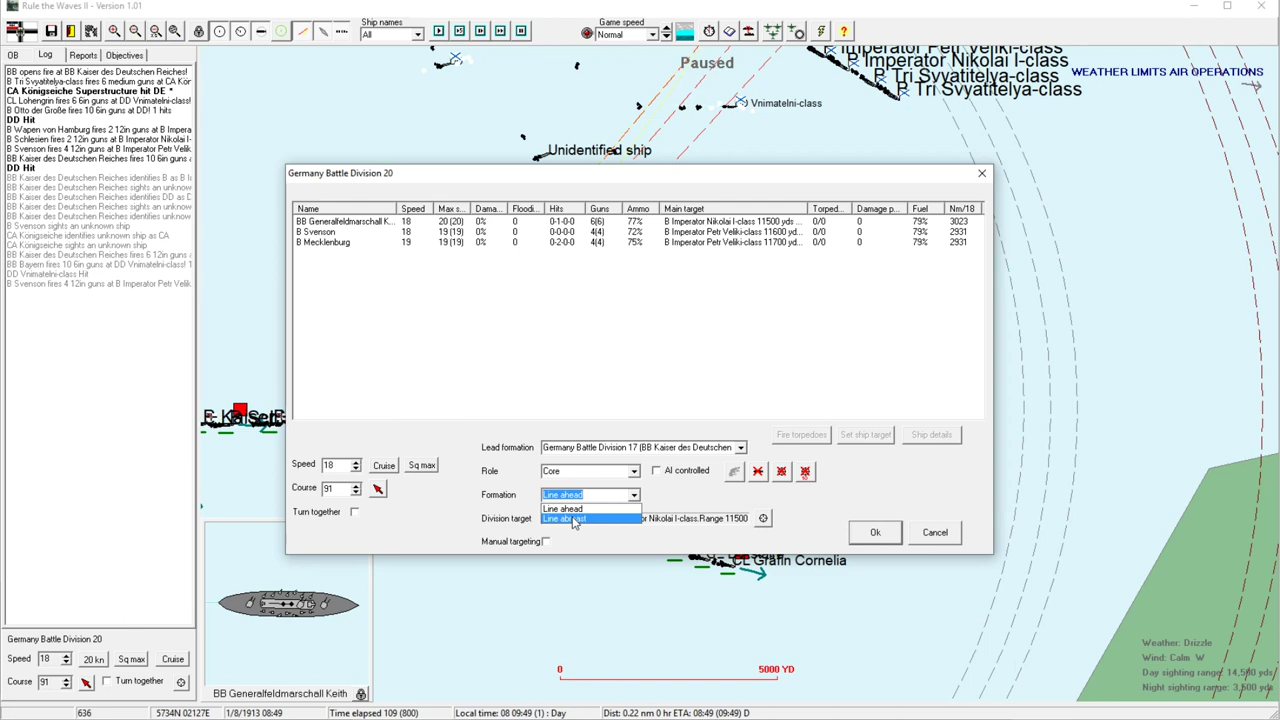 Rule the Waves II - Version 1.01
Ship names
All
Game speed
Normal
OB Log Reports Objectives
BB opens fire at BB Kaiser des Deutschen Reiches!
B Tri Svyatitelya-class fires 6 medium guns at CA Kör
CA Königseiche Superstructure hit DE *
CL Lohengrin fires 6 6in guns at DD Vnimatelni-class!
B Otto der Große fires 10 6in guns at DD! 1 hits
DD Hit
B Wapen von Hamburg fires 2 12in guns at B Impera
B Schlesien fires 2 12in guns at B Imperator Nikolai I-
B Svenson fires 4 12in guns at B Imperator Petr Velik
BB Kaiser des Deutschen Reiches fires 10 6in guns
DD Hit
BB Kaiser des Deutschen Reiches identifies B as B I
BB Kaiser des Deutschen Reiches sights an unknow
BB Kaiser des Deutschen Reiches identifies DD as D
BB Kaiser des Deutschen Reiches sights an unknow
BB Kaiser des Deutschen Reiches identifies unknow
B Svenson sights an unknown ship
CA Königseiche identifies unknown ship as CA
CA Königseiche sights an unknown ship
BB Kaiser des Deutschen Reiches fires 6 12in guns
BB Bayern fires 10 6in guns at DD Vnimatelni-class! 1
DD Vnimatelni-class Hit
B Svenson fires 4 12in guns at B Imperator Petr Velik
Paused
Imperator Petr Veliki-class
B Imperator Nikolai I-class
B Tri Svyatitelya-class
B Tri Svyatitelya-class
WEATHER LIMITS AIR OPERATIONS
Vnimatelni-class
Unidentified ship
Germany Battle Division 20
Name Speed Max s... Dama... Floodi... Hits Guns Ammo Main target Torped... Damage p... Fuel Nm/18
BB Generalfeldmarschall K... 18 20 (20) 0% 0 0-1-0-0 6(6) 77% B Imperator Nikolai I-class 11500 yds ... 0/0 0% 79% 3023
B Svenson 18 19 (19) 0% 0 0-0-0-0 4(4) 72% B Imperator Petr Veliki-class 11600 yd... 0/0 0% 79% 2931
B Mecklenburg 19 19 (19) 0% 0 0-2-0-0 4(4) 75% B Imperator Petr Veliki-class 11700 yd... 0/0 0% 79% 2931
Fire torpedoes Set ship target Ship details
Lead formation Germany Battle Division 17 (BB Kaiser des Deutschen
Speed 18 Cruise Sq max
Role Core AI controlled
Course 91
Formation Line ahead
Line ahead
Line abreast
Turn together
Division target or Nikolai I-class.Range 11500
Manual targeting
Ok Cancel
CL Gräfin Cornelia
Germany Battle Division 20
Speed 18 20 kn Sq max Cruise
Course 91 Turn together
BB Generalfeldmarschall Keith
0 5000 YD
Weather: Drizzle
Wind: Calm W
Day sighting range: 14,500 yds
Night sighting range: 3,500 yds
636 5734N 02127E 1/8/1913 08:49 Time elapsed 109 (800) Local time: 08 09:49 (1) : Day Dist: 0.22 nm 0 hr ETA: 08:49 (09:49) D